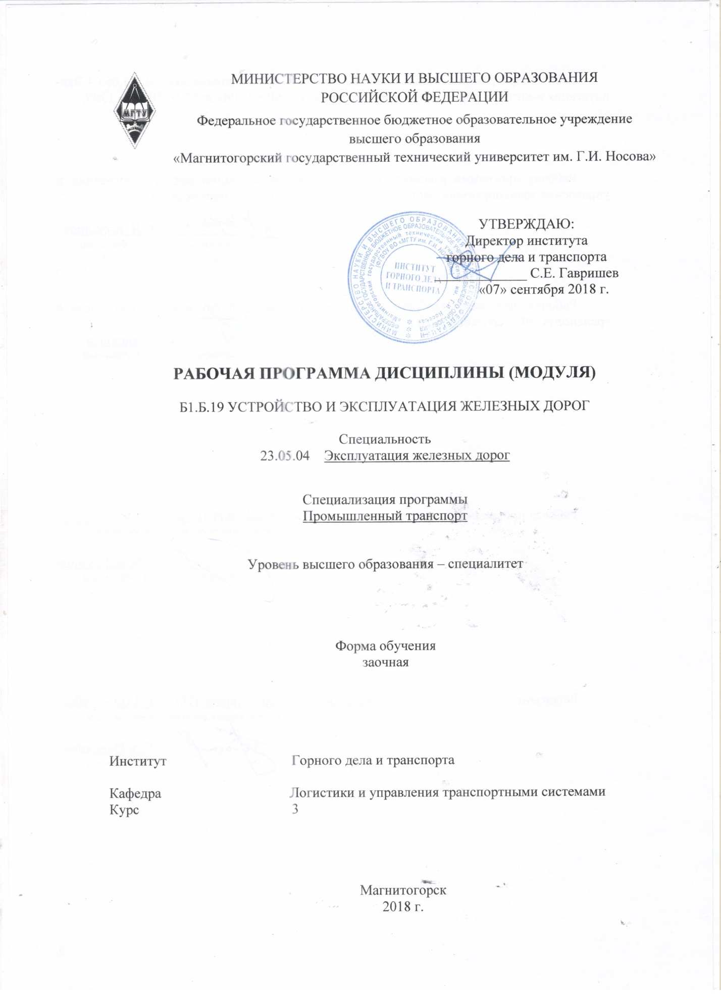 МИНИСТЕРСТВО НАУКИ И ВЫСШЕГО ОБРАЗОВАНИЯ
РОССИЙСКОЙ ФЕДЕРАЦИИ
Федеральное государственное бюджетное образовательное учреждение
высшего образования
«Магнитогорский государственный технический университет им. Г.И. Носова»
МГТУ
УТВЕРЖДАЮ:
Директор института
горного дела и транспорта
_____________ С.Е. Гавришев
«07» сентября 2018 г.
ИНСТИТУТ
ГОРНОГО ДЕЛА
И ТРАНСПОРТА
РАБОЧАЯ ПРОГРАММА ДИСЦИПЛИНЫ (МОДУЛЯ)
Б1.Б.19 УСТРОЙСТВО И ЭКСПЛУАТАЦИЯ ЖЕЛЕЗНЫХ ДОРОГ
Специальность
23.05.04 Эксплуатация железных дорог
Специализация программы
Промышленный транспорт
Уровень высшего образования – специалитет
Форма обучения
заочная
Институт Горного дела и транспорта
Кафедра Логистики и управления транспортными системами
Курс 3
Магнитогорск
2018 г.